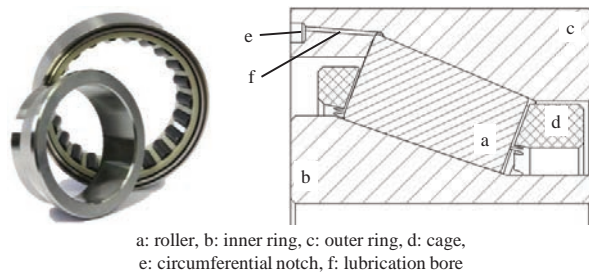 e
f
c
d
a
b
a: roller, b: inner ring, c: outer ring, d: cage,
e: circumferential notch, f: lubrication bore